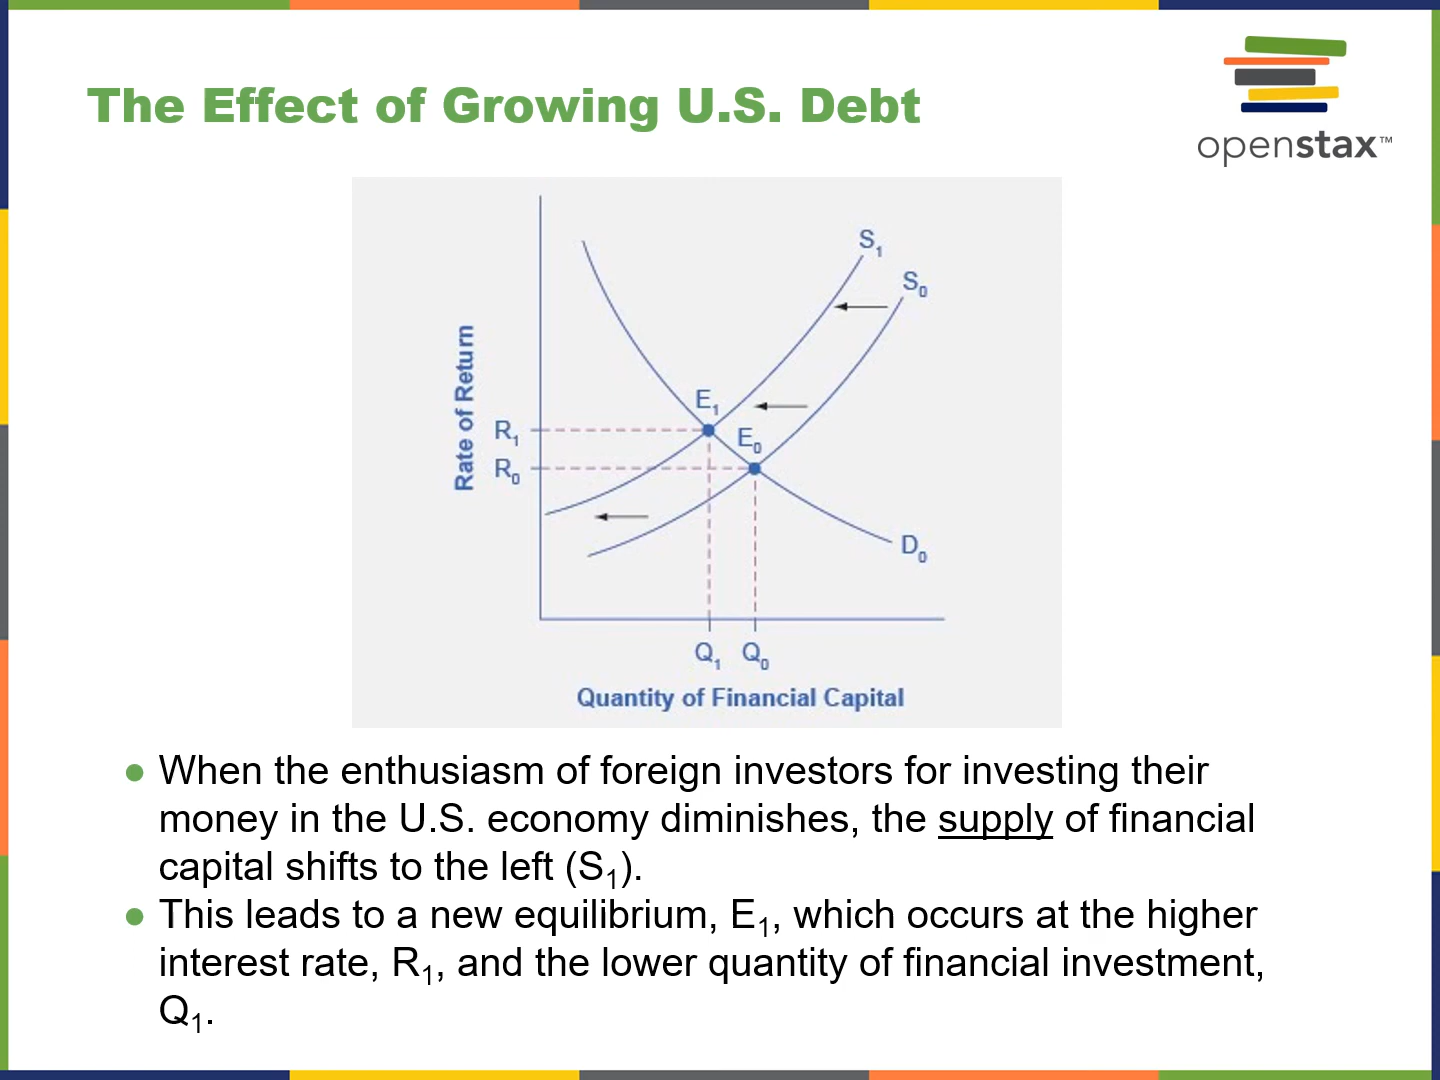 The Effect of Growing U.S. Debt
openstax™
S₁
S₀
E₁
E₀
Rate of Return
R₁
R₀
D₀
Q₁ Q₀
Quantity of Financial Capital
● When the enthusiasm of foreign investors for investing their
money in the U.S. economy diminishes, the supply of financial
capital shifts to the left (S₁).
● This leads to a new equilibrium, E₁, which occurs at the higher
interest rate, R₁, and the lower quantity of financial investment,
Q₁.